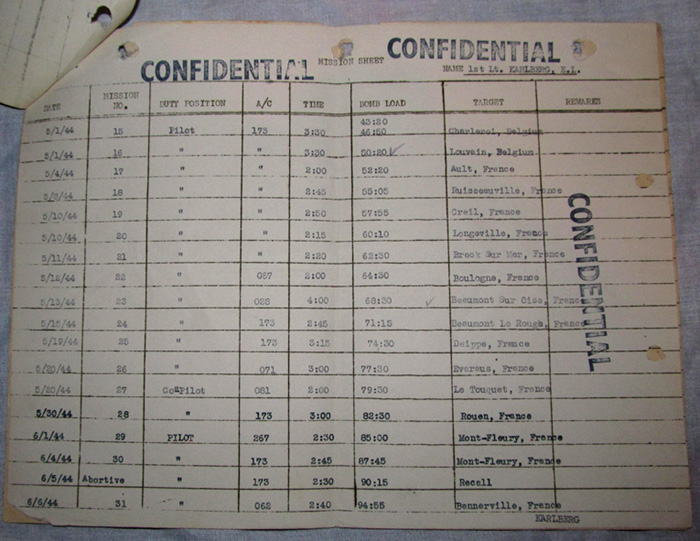 CONFIDENTIAL MISSION SHEET CONFIDENTIAL
NAME 1st Lt. KARLBERG, E.L.
DATE MISSION NO. DUTY POSITION A/C TIME BOMB LOAD TARGET REMARKS
43:20
5/1/44 15 Pilot 173 3:30 46:50 Charleroi, Belgium
5/1/44 16 " " 3:30 50:20 Louvain, Belgium
5/4/44 17 " " 2:00 52:20 Ault, France
18 " " 2:45 55:05 Ruisseauville, France
5/10/44 19 " " 2:50 57:55 Creil, France
5/10/44 20 " " 2:15 60:10 Longeville, France
5/11/44 21 " " 2:20 62:30 Mer, France
5/12/44 22 " 087 2:00 64:30 Boulogne, France
5/13/44 23 " 4:00 68:30 Beaumont Sur Oise, France
5/15/44 24 " 173 2:45 71:15 Beaumont Le Rouge, France
5/19/44 25 " 173 3:15 74:30 Deippe, France
5/20/44 26 " 071 3:00 77:30 France
5/20/44 27 Co-Pilot 081 2:00 79:30 Le Touquet, France
5/30/44 28 " 173 3:00 82:30 Rouen, France
6/1/44 29 PILOT 267 2:30 85:00 Mont-Fleury, France
6/4/44 30 " 173 2:45 87:45 Mont-Fleury, France
6/5/44 Abortive " 173 2:30 90:15 Recall
6/6/44 31 " 062 2:40 94:55 Bennerville, France
KARLBERG
CONFIDENTIAL